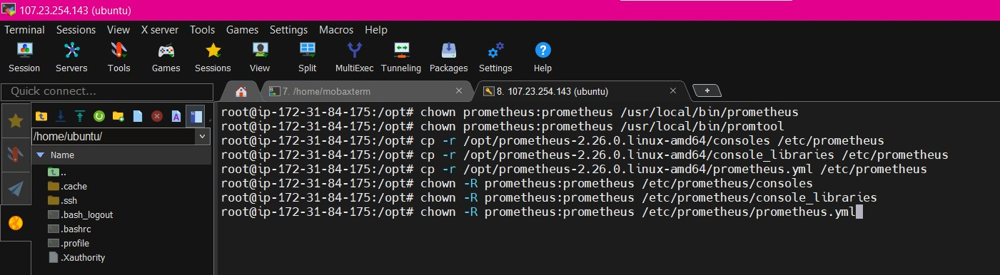 107.23.254.143 (ubuntu)
Terminal Sessions View X server Tools Games Settings Macros Help
Session Servers Tools Games Sessions View Split MultiExec Tunneling Packages Settings Help
Quick connect...
7. /home/mobaxterm
8. 107.23.254.143 (ubuntu)
/home/ubuntu/
Name
..
.cache
.ssh
.bash_logout
.bashrc
.profile
.Xauthority
root@ip-172-31-84-175:/opt# chown prometheus:prometheus /usr/local/bin/prometheus
root@ip-172-31-84-175:/opt# chown prometheus:prometheus /usr/local/bin/promtool
root@ip-172-31-84-175:/opt# cp -r /opt/prometheus-2.26.0.linux-amd64/consoles /etc/prometheus
root@ip-172-31-84-175:/opt# cp -r /opt/prometheus-2.26.0.linux-amd64/console_libraries /etc/prometheus
root@ip-172-31-84-175:/opt# cp -r /opt/prometheus-2.26.0.linux-amd64/prometheus.yml /etc/prometheus
root@ip-172-31-84-175:/opt# chown -R prometheus:prometheus /etc/prometheus/consoles
root@ip-172-31-84-175:/opt# chown -R prometheus:prometheus /etc/prometheus/console_libraries
root@ip-172-31-84-175:/opt# chown -R prometheus:prometheus /etc/prometheus/prometheus.yml